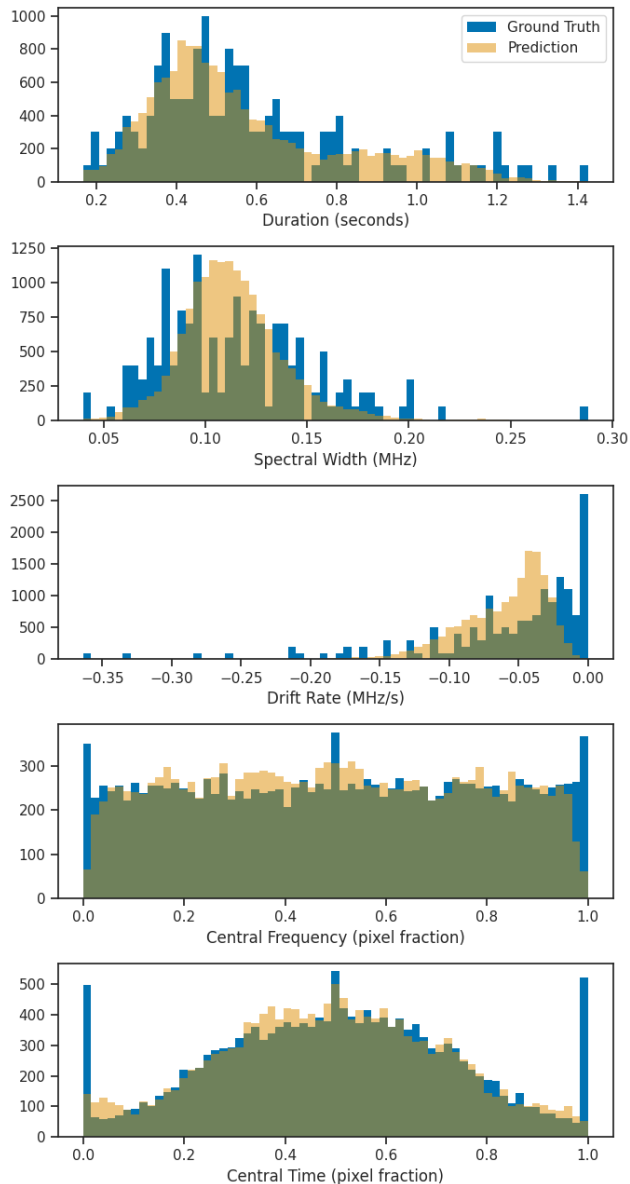 1000
800
600
400
200
0
Ground Truth
Prediction
0.2 0.4 0.6 0.8 1.0 1.2 1.4
Duration (seconds)
1250
1000
750
500
250
0
0.05 0.10 0.15 0.20 0.25 0.30
Spectral Width (MHz)
2500
2000
1500
1000
500
0
−0.35 −0.30 −0.25 −0.20 −0.15 −0.10 −0.05 0.00
Drift Rate (MHz/s)
300
200
100
0
0.0 0.2 0.4 0.6 0.8 1.0
Central Frequency (pixel fraction)
500
400
300
200
100
0
0.0 0.2 0.4 0.6 0.8 1.0
Central Time (pixel fraction)